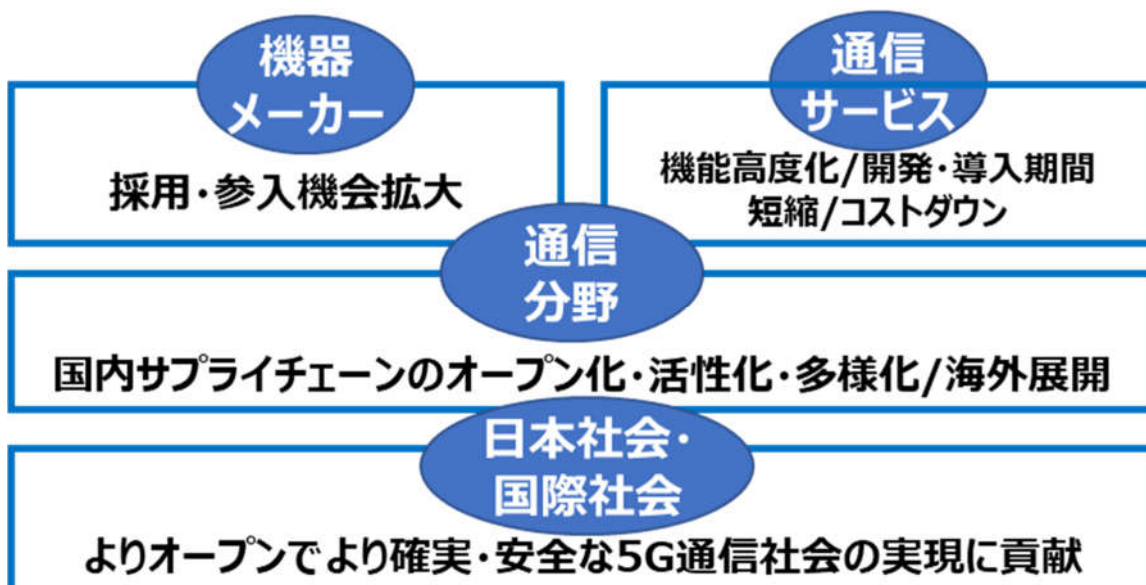 機器
メーカー
採用・参入機会拡大
通信
サービス
機能高度化/開発・導入期間
短縮/コストダウン
通信
分野
国内サプライチェーンのオープン化・活性化・多様化/海外展開
日本社会・
国際社会
よりオープンでより確実・安全な5G通信社会の実現に貢献